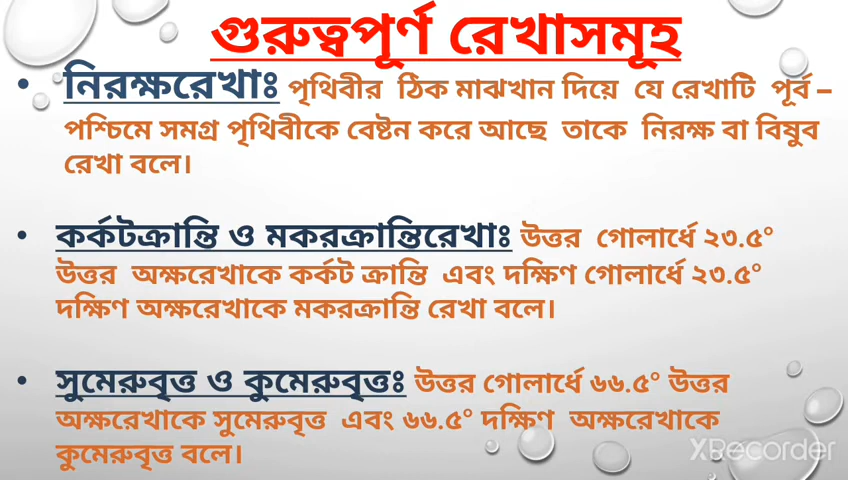 গুরুত্বপূর্ণ রেখাসমূহ
• নিরক্ষরেখাঃ পৃথিবীর ঠিক মাঝখান দিয়ে যে রেখাটি পূর্ব –
পশ্চিমে সমগ্র পৃথিবীকে বেষ্টন করে আছে তাকে নিরক্ষ বা বিষুব
রেখা বলে।
• কর্কটক্রান্তি ও মকরক্রান্তিরেখাঃ উত্তর গোলার্ধে ২৩.৫°
উত্তর অক্ষরেখাকে কর্কট ক্রান্তি এবং দক্ষিণ গোলার্ধে ২৩.৫°
দক্ষিণ অক্ষরেখাকে মকরক্রান্তি রেখা বলে।
• সুমেরুবৃত্ত ও কুমেরুবৃত্তঃ উত্তর গোলার্ধে ৬৬.৫° উত্তর
অক্ষরেখাকে সুমেরুবৃত্ত এবং ৬৬.৫° দক্ষিণ অক্ষরেখাকে
কুমেরুবৃত্ত বলে।
XRecorder